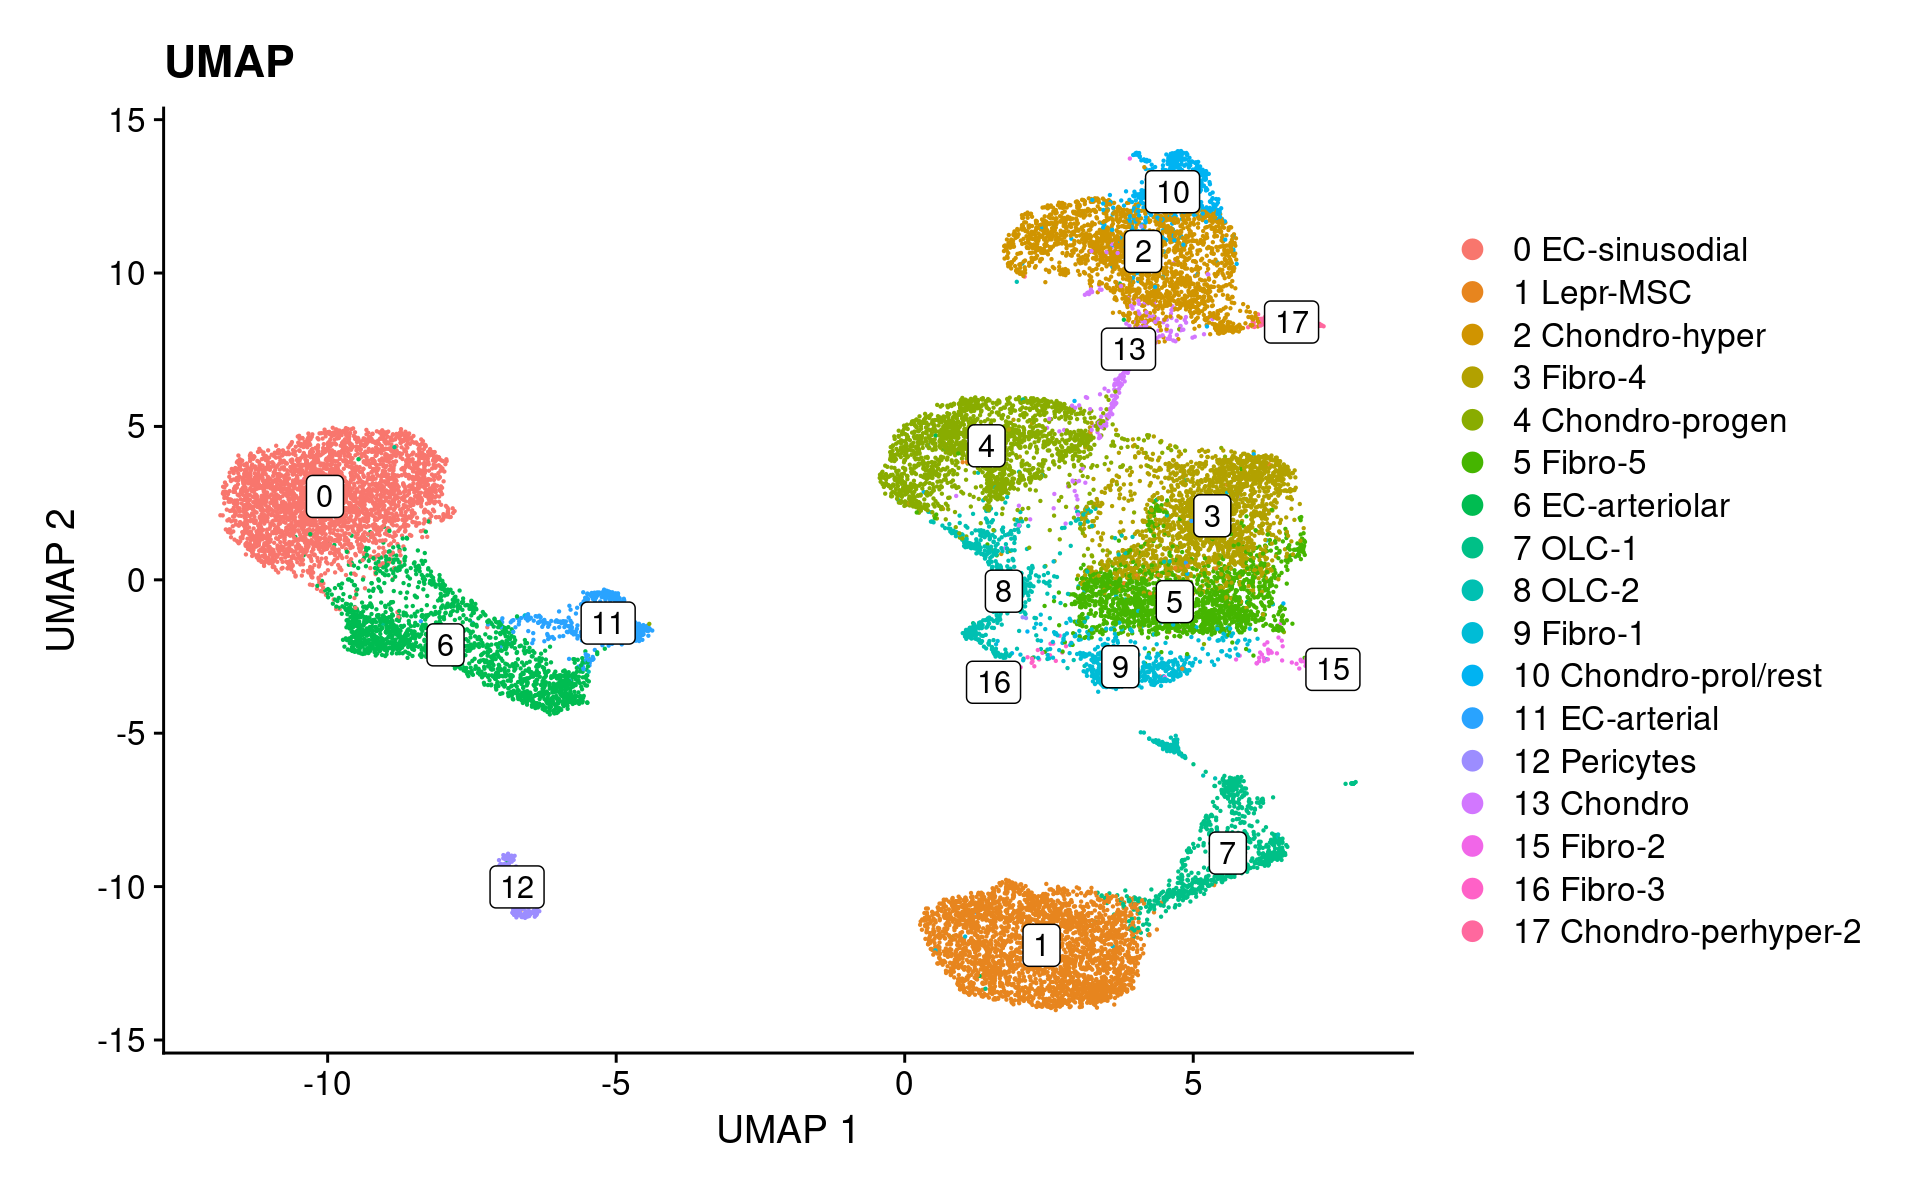 UMAP
15
10
5
0
-5
-10
-15
UMAP 2
-10
-5
0
5
UMAP 1
10
2
17
13
4
0
3
8
5
11
6
9
15
16
7
12
1
0 EC-sinusodial
1 Lepr-MSC
2 Chondro-hyper
3 Fibro-4
4 Chondro-progen
5 Fibro-5
6 EC-arteriolar
7 OLC-1
8 OLC-2
9 Fibro-1
10 Chondro-prol/rest
11 EC-arterial
12 Pericytes
13 Chondro
15 Fibro-2
16 Fibro-3
17 Chondro-perhyper-2